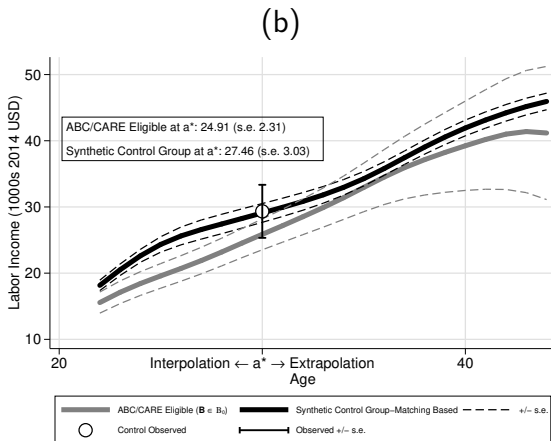 (b)
Labor Income (1000s 2014 USD)
50
40
30
20
10
ABC/CARE Eligible at a*: 24.91 (s.e. 2.31)
Synthetic Control Group at a*: 27.46 (s.e. 3.03)
20
Interpolation ← a* → Extrapolation
40
Age
ABC/CARE Eligible (B ∈ B₀)
Synthetic Control Group−Matching Based
+/− s.e.
Control Observed
Observed +/− s.e.